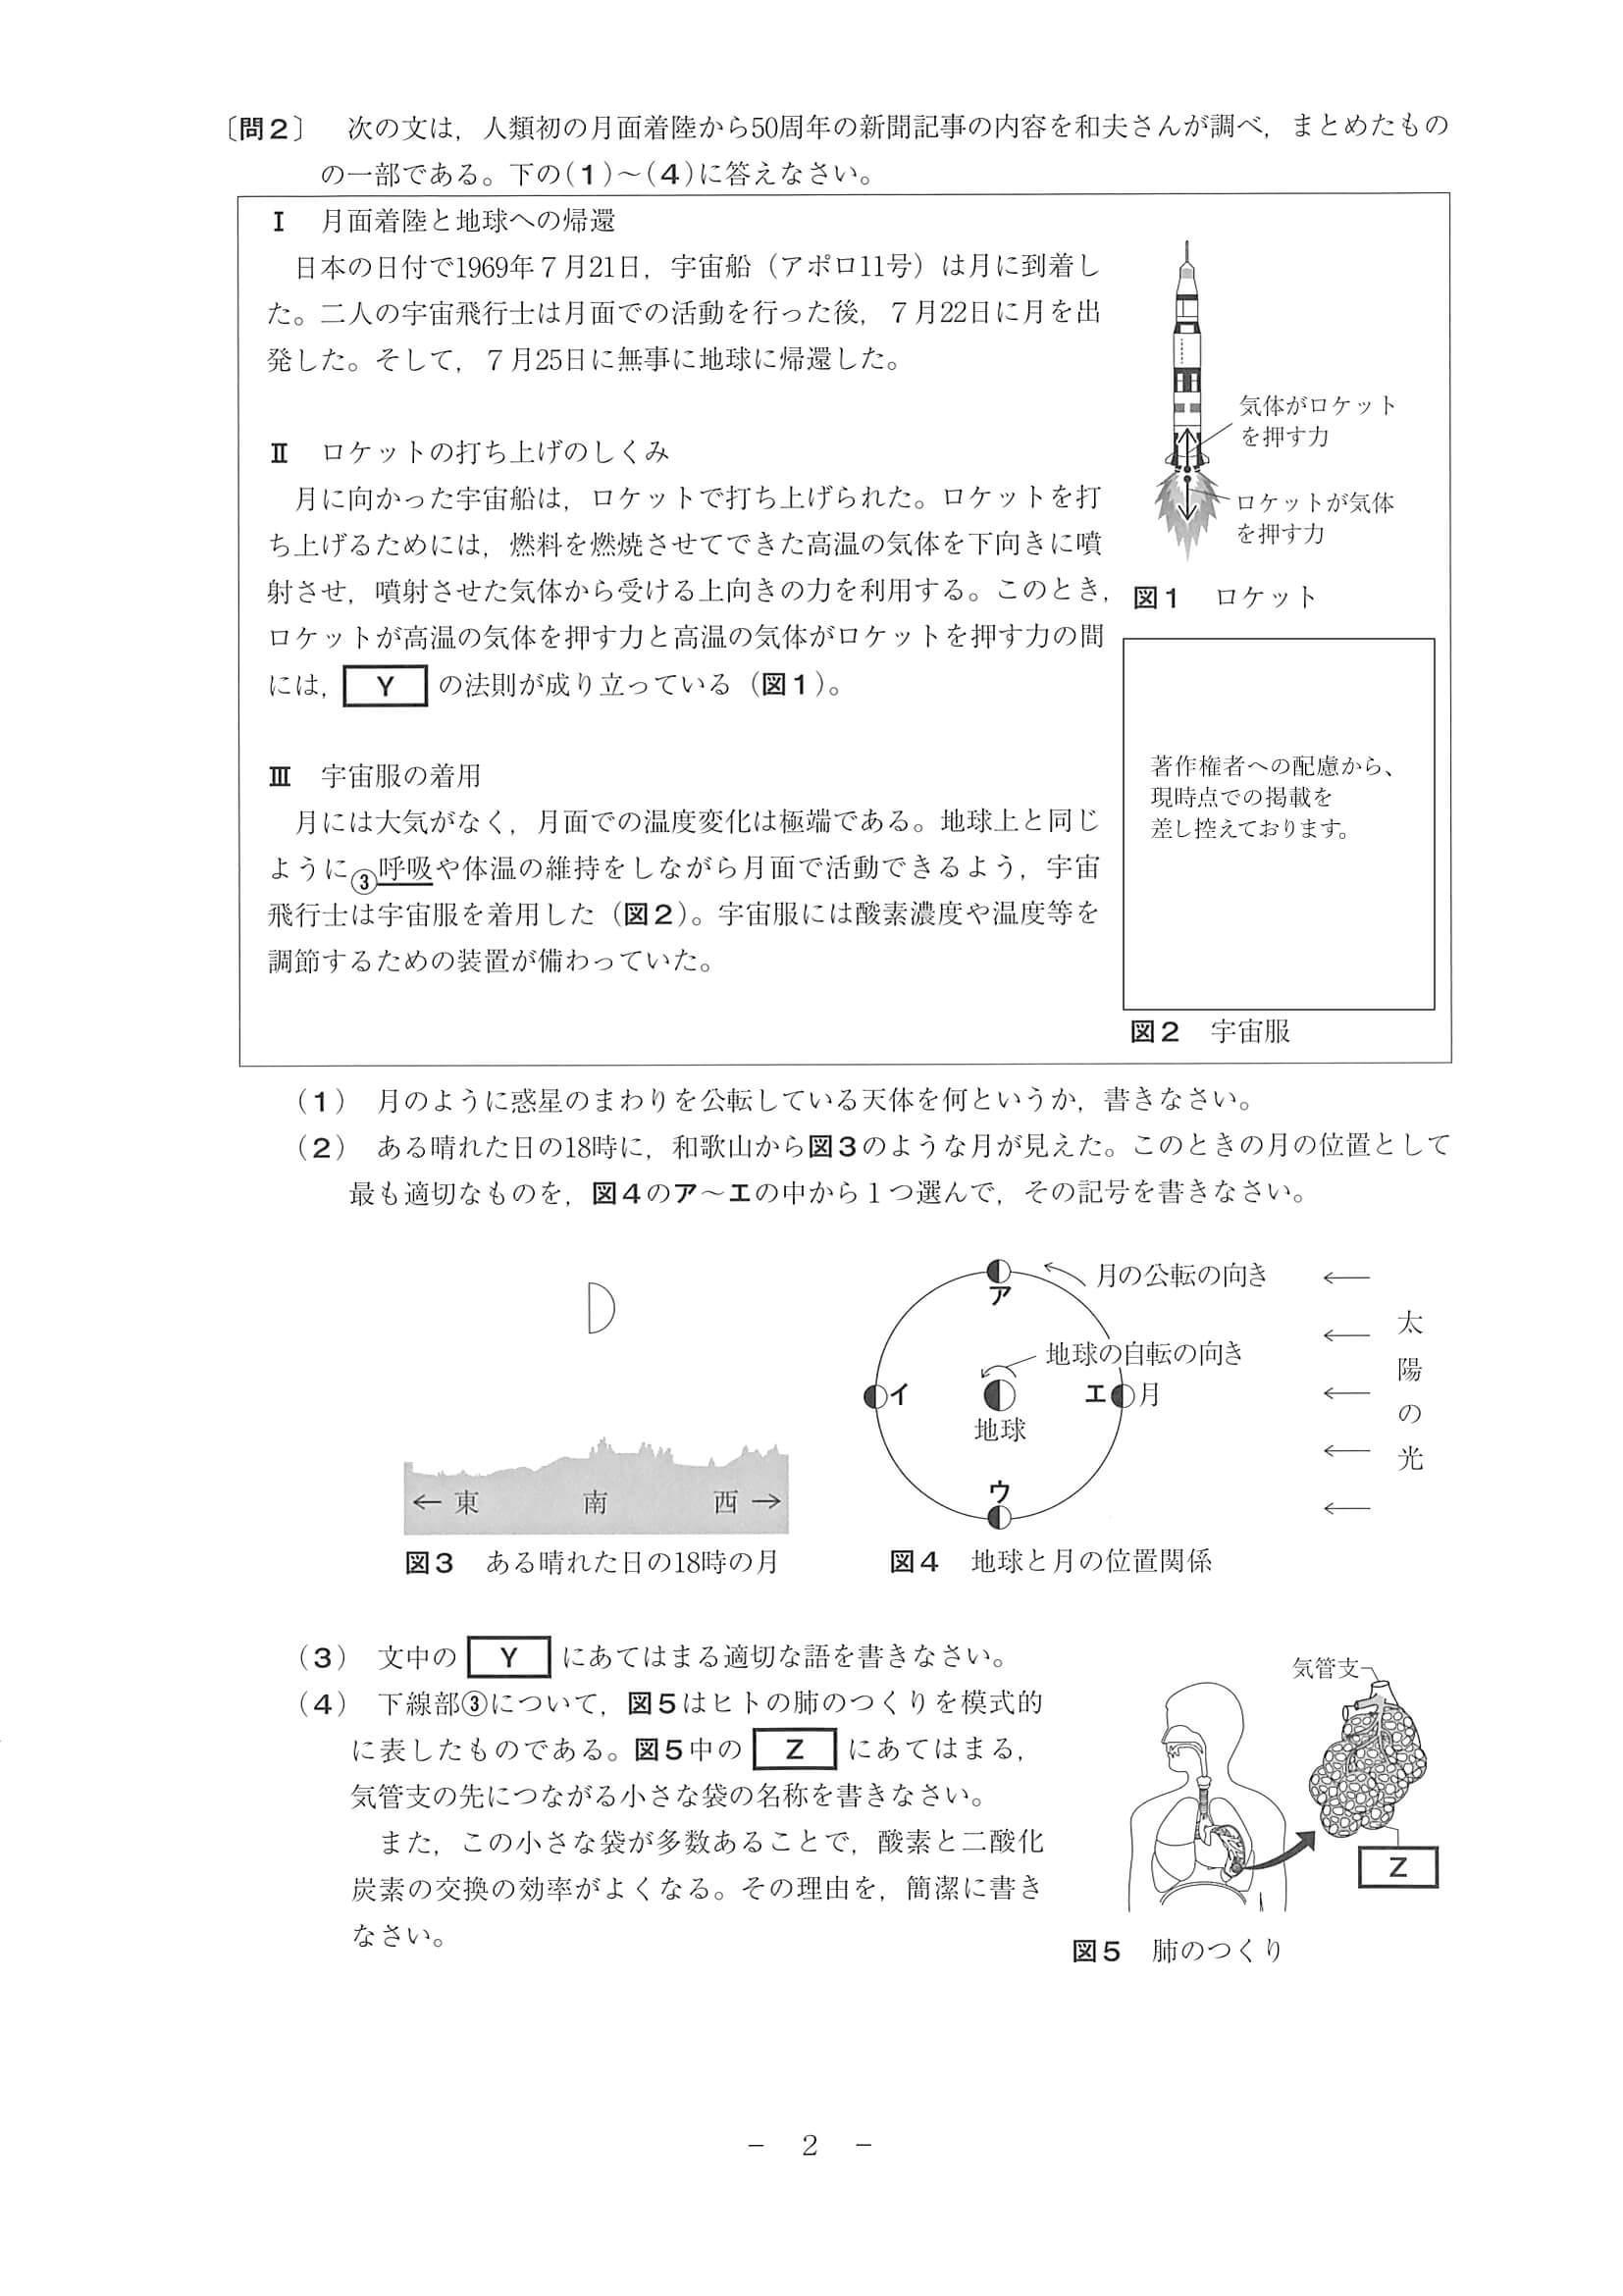 〔問２〕　次の文は，人類初の月面着陸から50周年の新聞記事の内容を和夫さんが調べ，まとめたもの
の一部である。下の(１)～(４)に答えなさい。
Ⅰ　月面着陸と地球への帰還
日本の日付で1969年７月21日，宇宙船（アポロ11号）は月に到着し
た。二人の宇宙飛行士は月面での活動を行った後，７月22日に月を出
発した。そして，７月25日に無事に地球に帰還した。
Ⅱ　ロケットの打ち上げのしくみ
月に向かった宇宙船は，ロケットで打ち上げられた。ロケットを打
ち上げるためには，燃料を燃焼させてできた高温の気体を下向きに噴
射させ，噴射させた気体から受ける上向きの力を利用する。このとき，
ロケットが高温の気体を押す力と高温の気体がロケットを押す力の間
には，Y の法則が成り立っている（図１）。
Ⅲ　宇宙服の着用
月には大気がなく，月面での温度変化は極端である。地球上と同じ
ように③呼吸や体温の維持をしながら月面で活動できるよう，宇宙
飛行士は宇宙服を着用した（図２）。宇宙服には酸素濃度や温度等を
調節するための装置が備わっていた。
気体がロケット
を押す力
ロケットが気体
を押す力
図１　ロケット
著作権者への配慮から、
現時点での掲載を
差し控えております。
図２　宇宙服
(１)　月のように惑星のまわりを公転している天体を何というか，書きなさい。
(２)　ある晴れた日の18時に，和歌山から図３のような月が見えた。このときの月の位置として
最も適切なものを，図４のア～エの中から１つ選んで，その記号を書きなさい。
← 東　南　西 →
図３　ある晴れた日の18時の月
月の公転の向き
ア
地球の自転の向き
イ
地球
エ
月
ウ
太陽の光
図４　地球と月の位置関係
(３)　文中の Y にあてはまる適切な語を書きなさい。
(４)　下線部③について，図５はヒトの肺のつくりを模式的
に表したものである。図５中の Z にあてはまる，
気管支の先につながる小さな袋の名称を書きなさい。
また，この小さな袋が多数あることで，酸素と二酸化
炭素の交換の効率がよくなる。その理由を，簡潔に書き
なさい。
気管支
Z
図５　肺のつくり
－　２　－